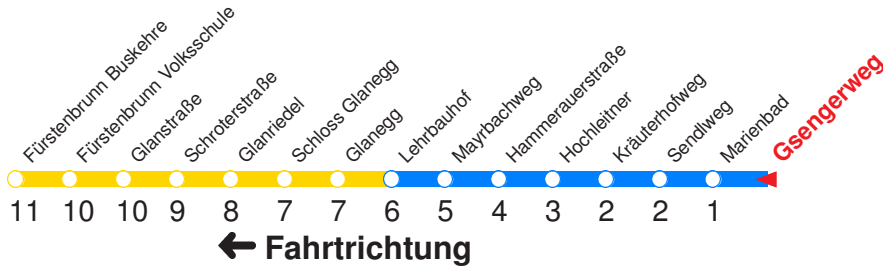 Fürstenbrunn Buskehre
Fürstenbrunn Volksschule
Glanstraße
Schroterstraße
Glanriedel
Schloss Glanegg
Glanegg
Lehrbauhof
Mayrbachweg
Hammerauerstraße
Hochleitner
Kräuterhofweg
Sendlweg
Marienbad
Gsengerweg
11 10 10 9 8 7 7 6 5 4 3 2 2 1
Fahrtrichtung